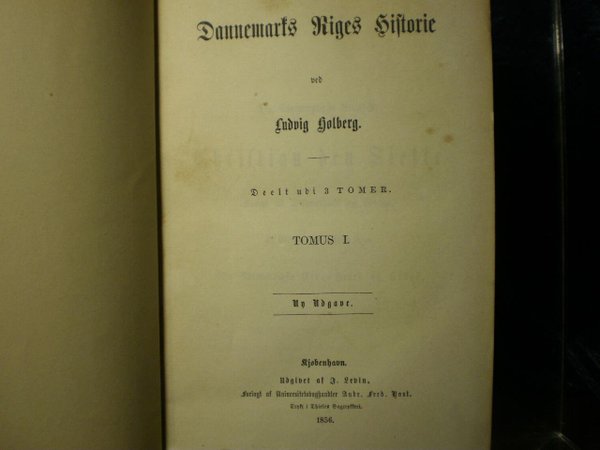 Dannemarks Riges Historie
ved
Ludvig Holberg.
Deelt udi 3 TOMER.
TOMUS I.
Ny Udgave.
Kjøbenhavn.
Udgivet af J. Levin.
Forlagt af Universitetsboghandler Andr. Fred. Høst.
Trykt i Thieles Bogtrykkeri.
1856.